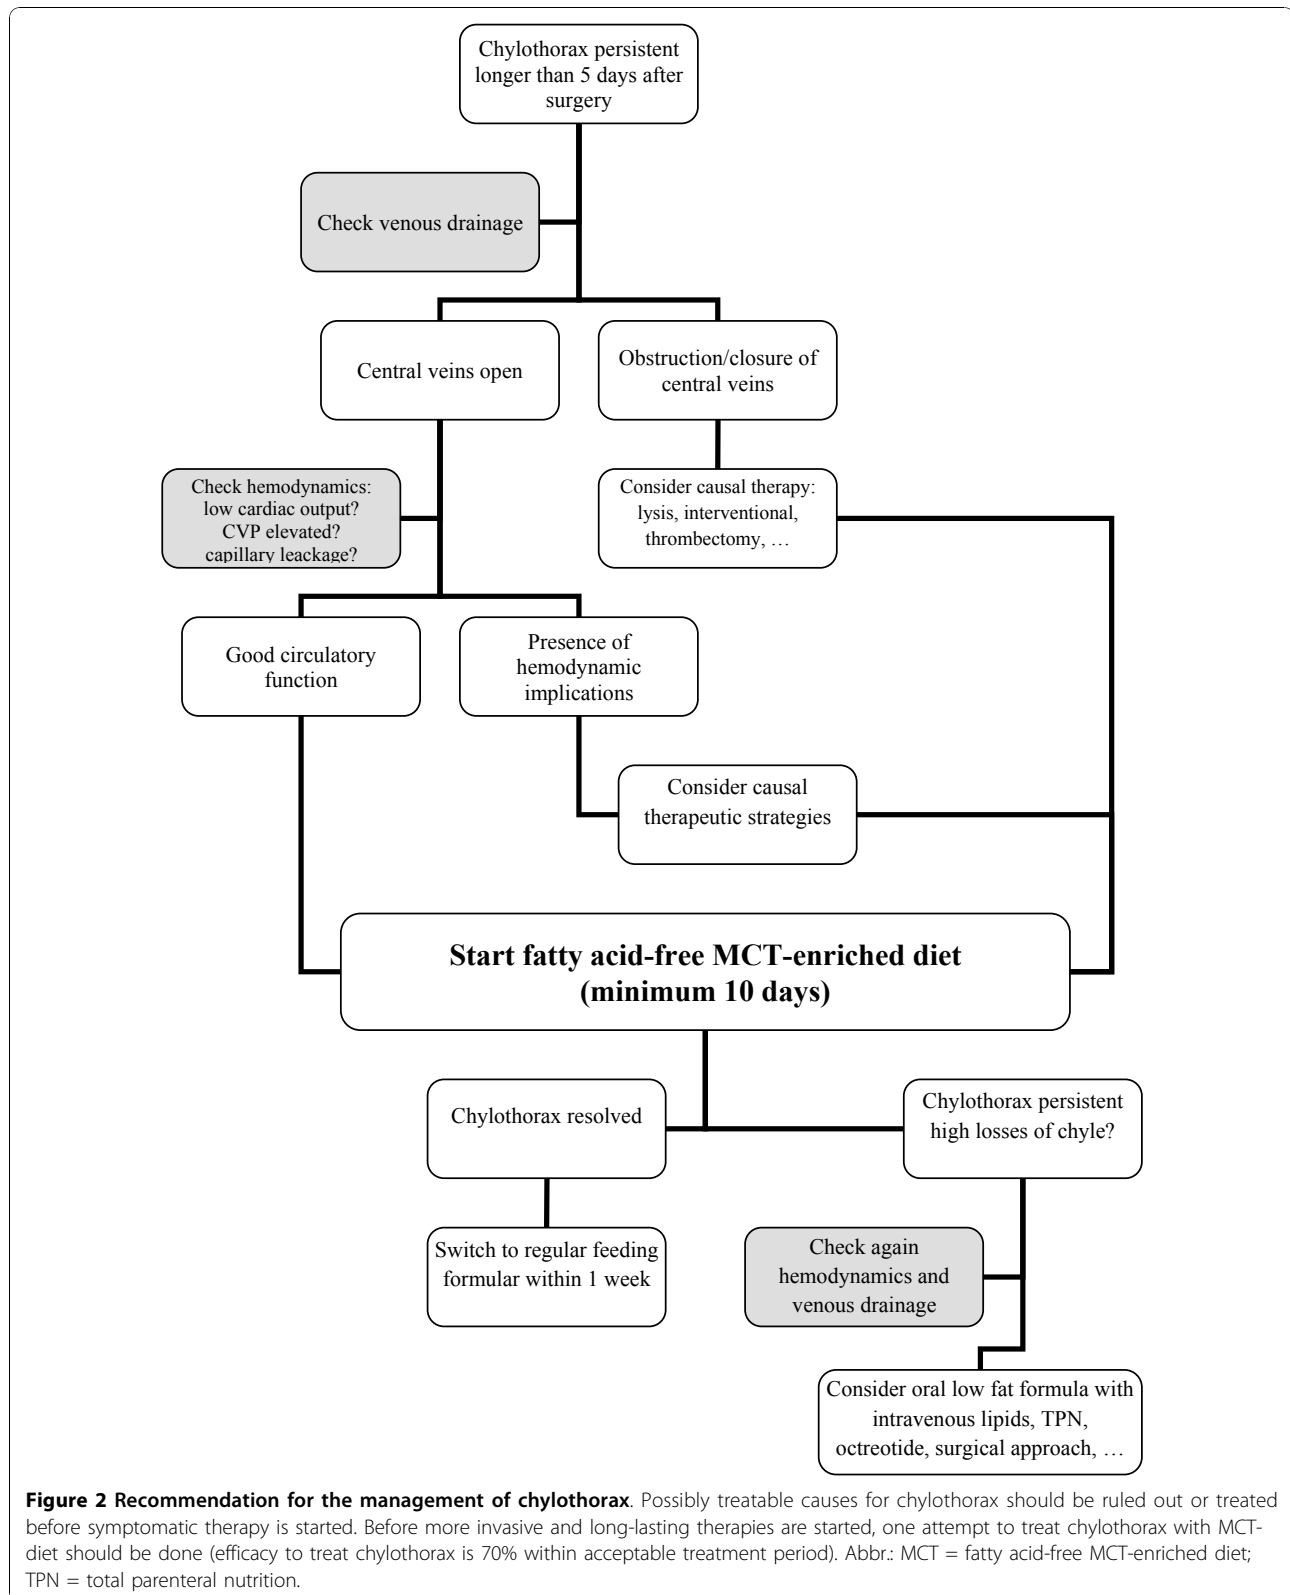 Chylothorax persistent
longer than 5 days after
surgery
Check venous drainage
Central veins open
Obstruction/closure of
central veins
Check hemodynamics:
low cardiac output?
CVP elevated?
capillary leackage?
Consider causal therapy:
lysis, interventional,
thrombectomy, …
Good circulatory
function
Presence of
hemodynamic
implications
Consider causal
therapeutic strategies
Start fatty acid-free MCT-enriched diet
(minimum 10 days)
Chylothorax resolved
Chylothorax persistent
high losses of chyle?
Switch to regular feeding
formular within 1 week
Check again
hemodynamics and
venous drainage
Consider oral low fat formula with
intravenous lipids, TPN,
octreotide, surgical approach, …
Figure 2 Recommendation for the management of chylothorax. Possibly treatable causes for chylothorax should be ruled out or treated
before symptomatic therapy is started. Before more invasive and long-lasting therapies are started, one attempt to treat chylothorax with MCT-
diet should be done (efficacy to treat chylothorax is 70% within acceptable treatment period). Abbr.: MCT = fatty acid-free MCT-enriched diet;
TPN = total parenteral nutrition.